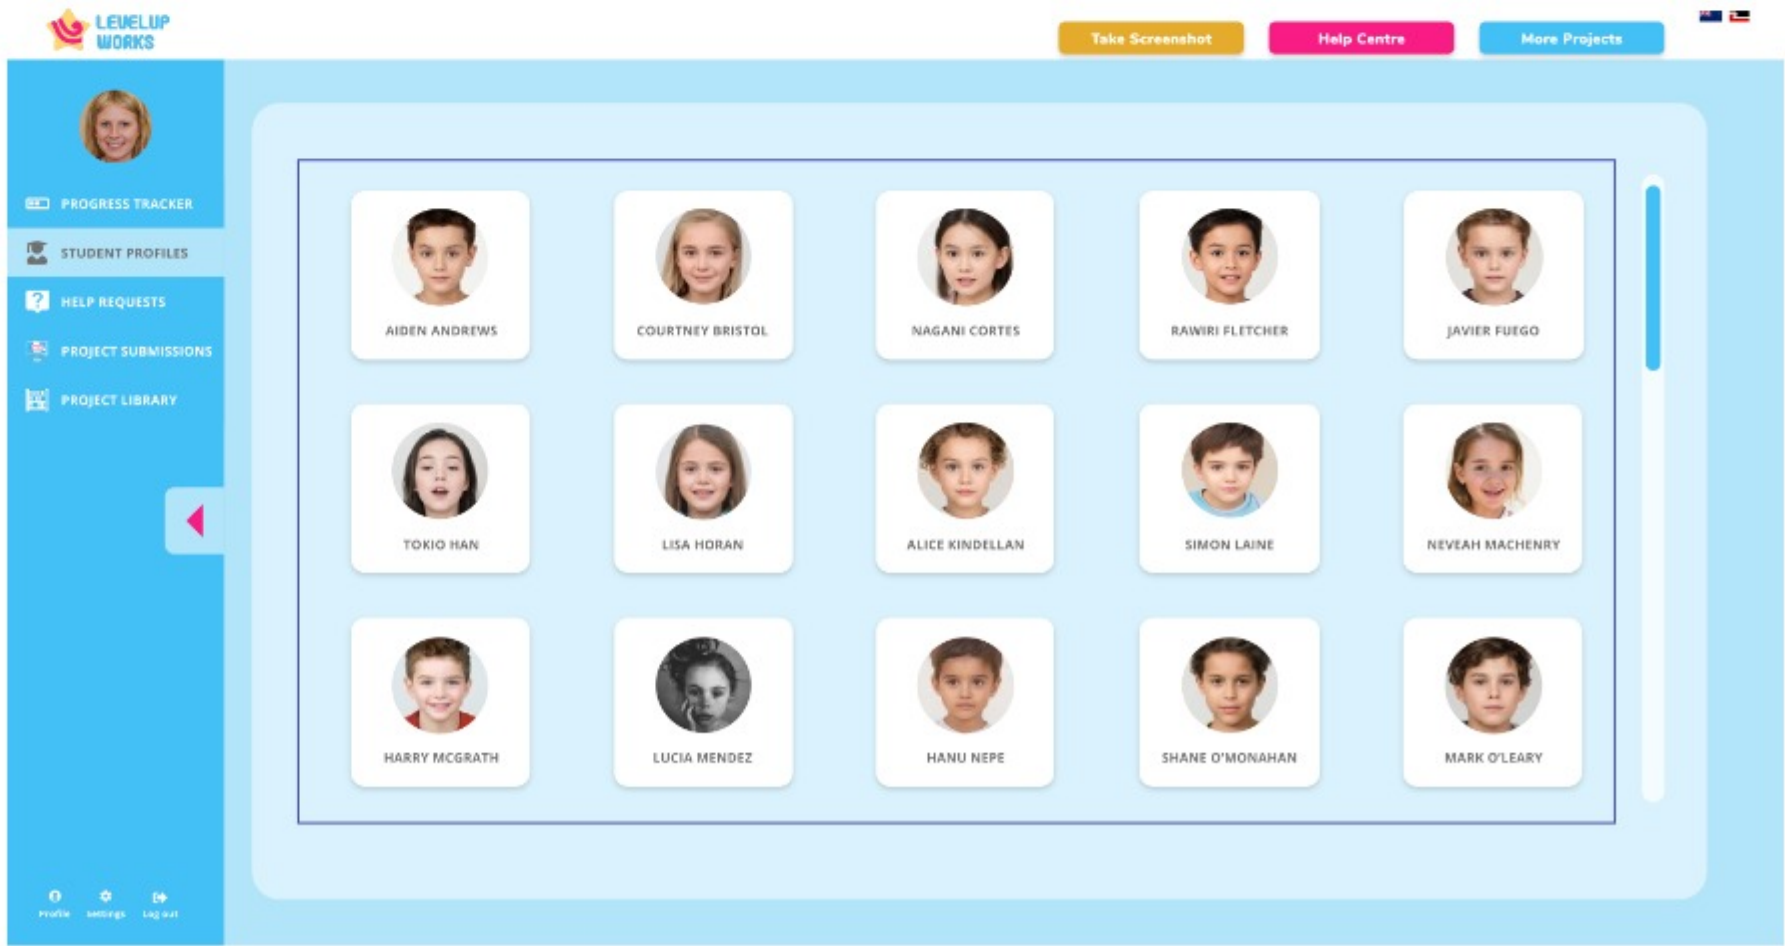 LEVELUP
WORKS
Take Screenshot
Help Centre
More Projects
PROGRESS TRACKER
STUDENT PROFILES
HELP REQUESTS
PROJECT SUBMISSIONS
PROJECT LIBRARY
AIDEN ANDREWS
COURTNEY BRISTOL
NAGANI CORTES
RAWIRI FLETCHER
JAVIER FUEGO
TOKIO HAN
LISA HORAN
ALICE KINDELLAN
SIMON LAINE
NEVEAH MACHENRY
HARRY MCGRATH
LUCIA MENDEZ
HANU NEPE
SHANE O'MONAHAN
MARK O'LEARY
Profile
Settings
Log out